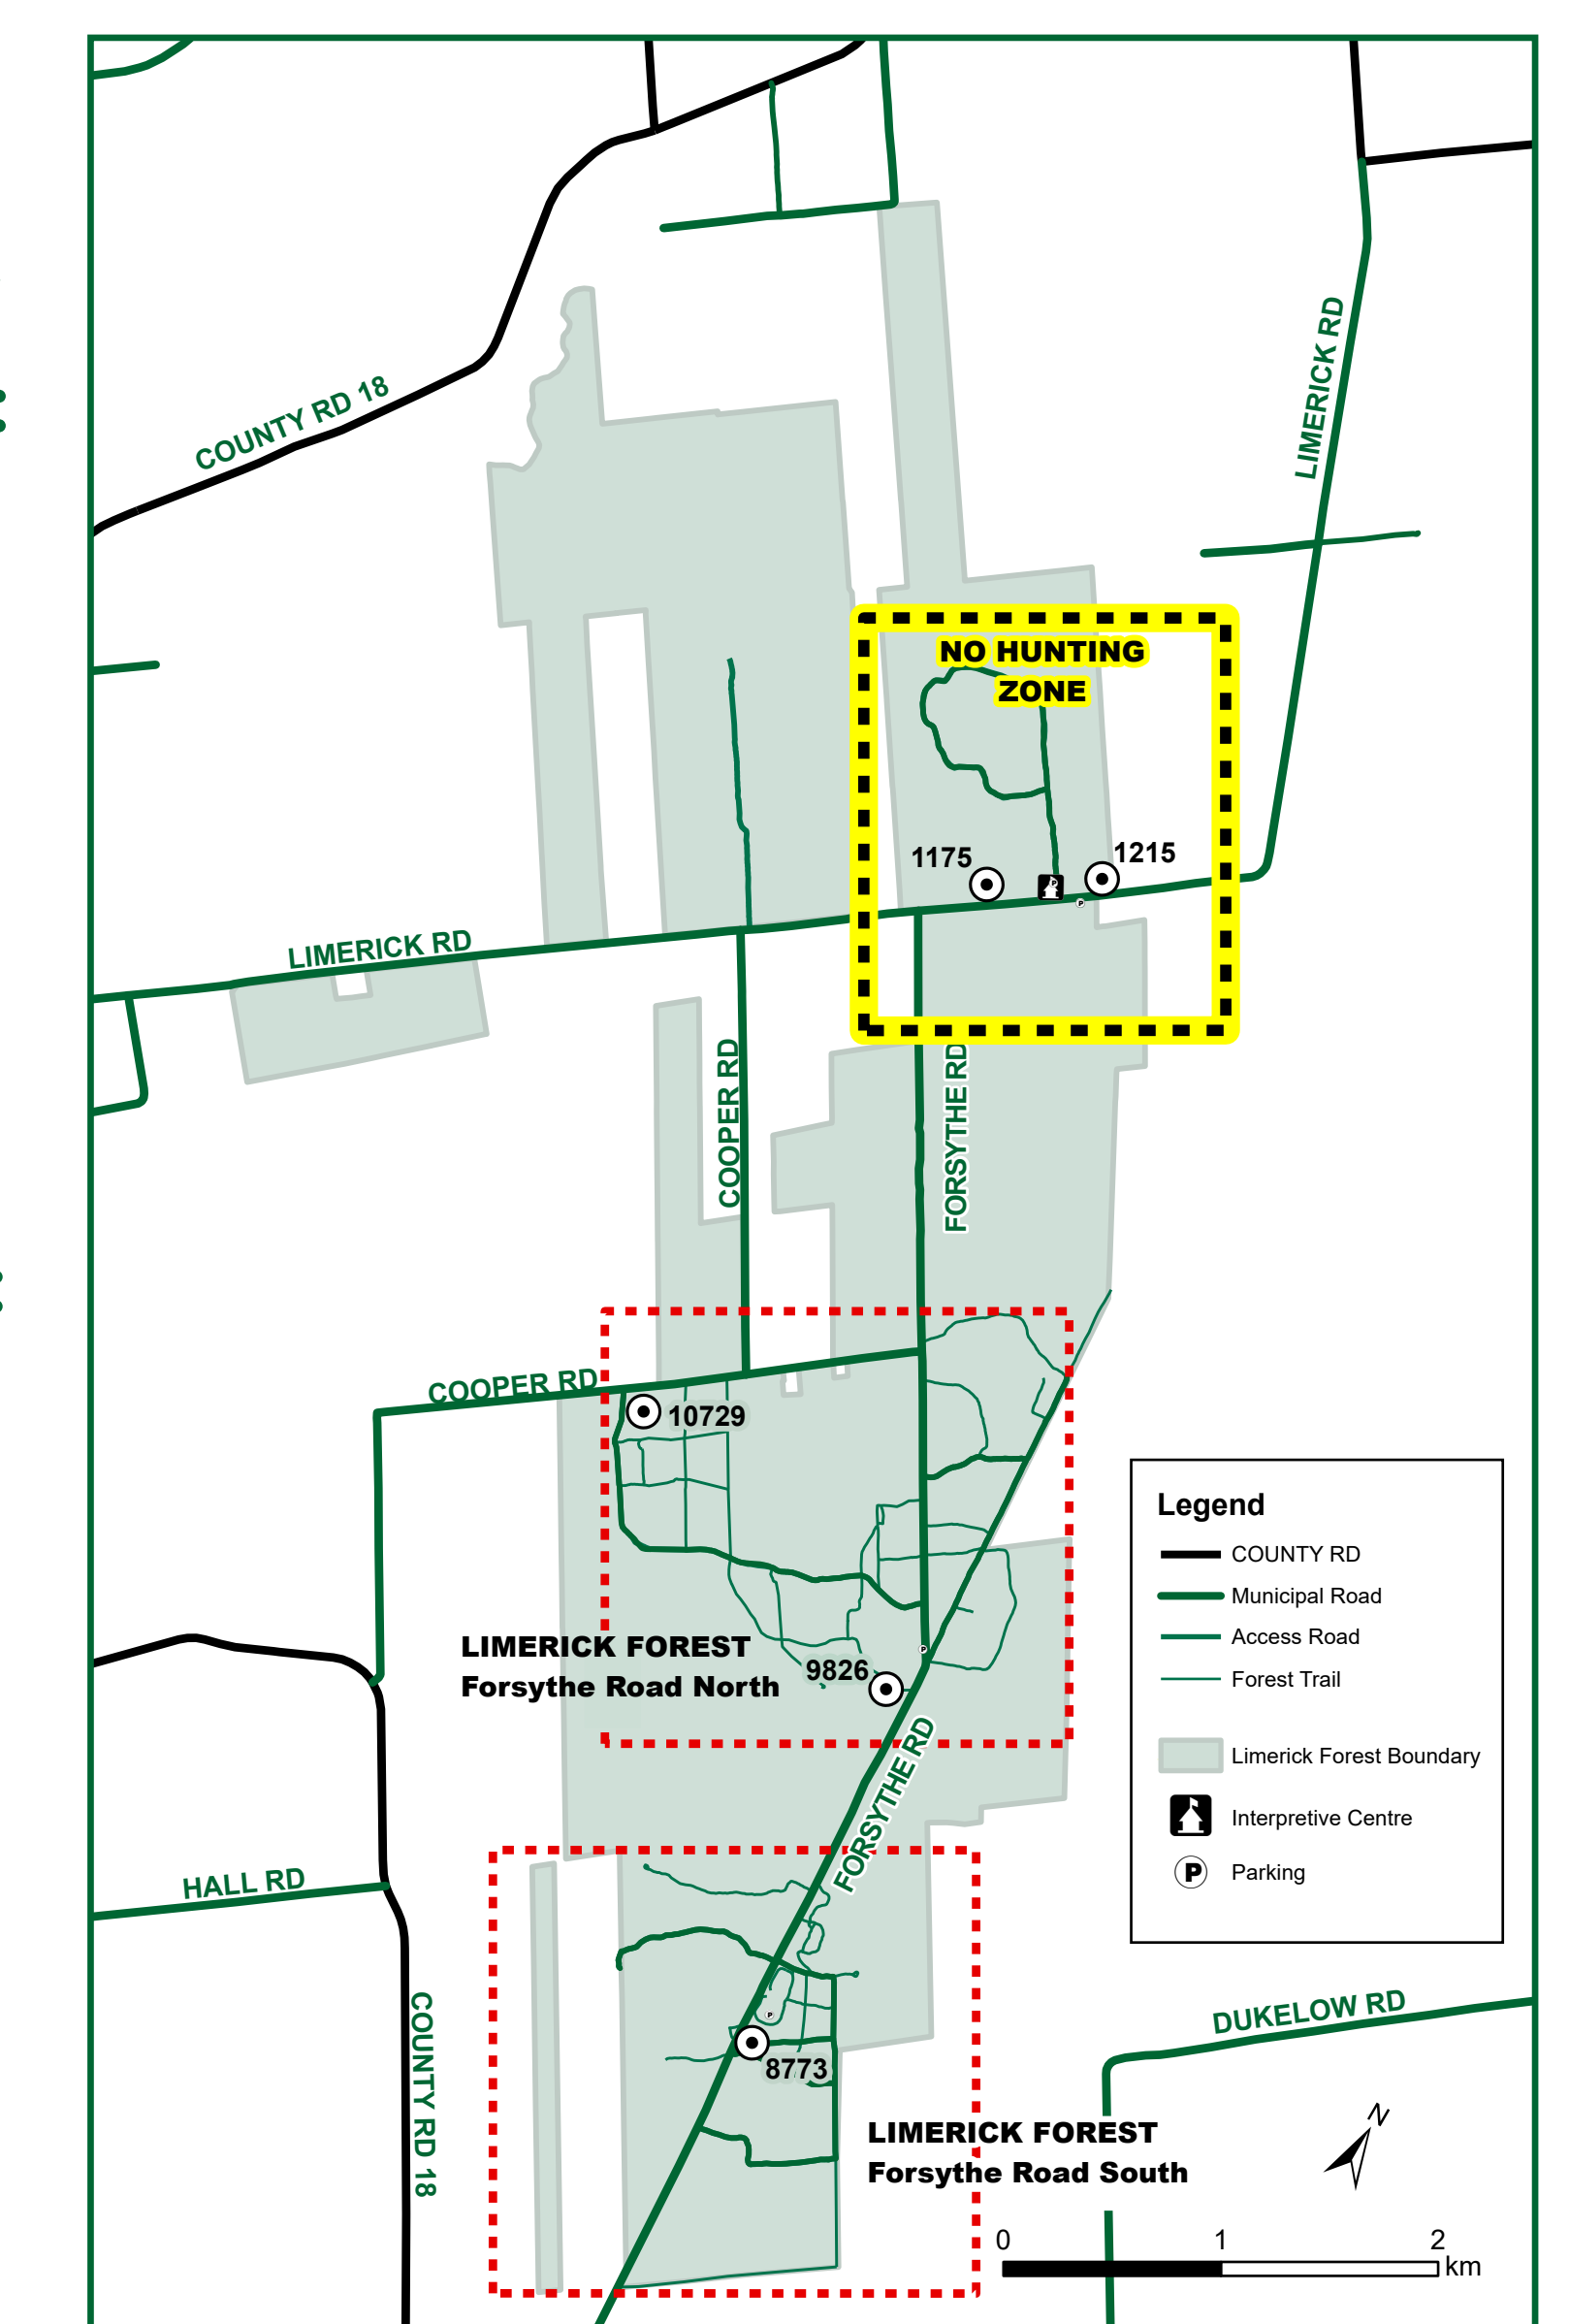 COUNTY RD 18
LIMERICK RD
NO HUNTING
ZONE
1175
1215
P
LIMERICK RD
COOPER RD
FORSYTHE RD
COOPER RD
10729
LIMERICK FOREST
Forsythe Road North
P
9826
FORSYTHE RD
HALL RD
COUNTY RD 18
P
8773
LIMERICK FOREST
Forsythe Road South
DUKELOW RD
Legend
COUNTY RD
Municipal Road
Access Road
Forest Trail
Limerick Forest Boundary
Interpretive Centre
P Parking
N
0 1 2
km